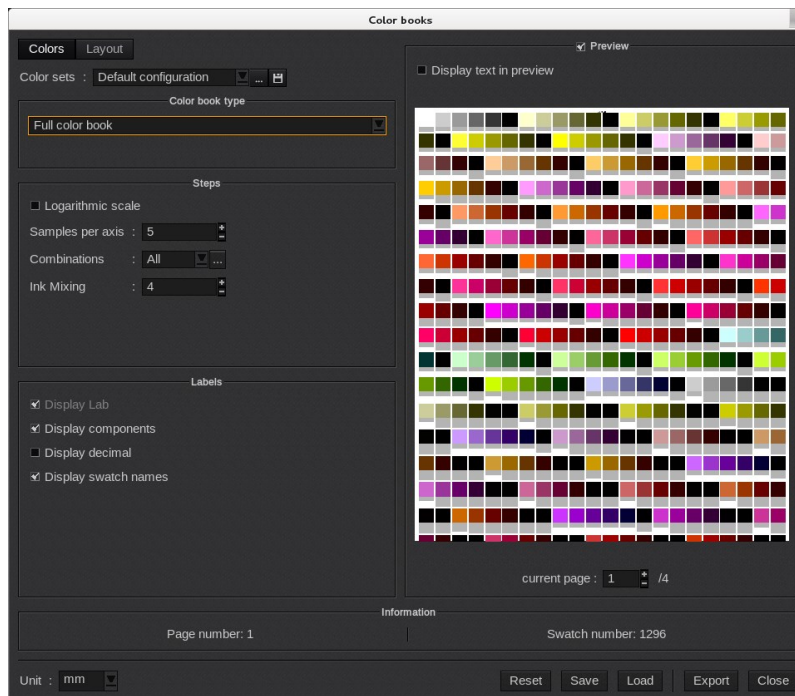 Color books
Colors Layout
Color sets : Default configuration ...
Color book type
Full color book
Steps
Logarithmic scale
Samples per axis : 5
Combinations : All ...
Ink Mixing : 4
Labels
Display Lab
Display components
Display decimal
Display swatch names
Preview
Display text in preview
current page : 1 /4
Information
Page number: 1 Swatch number: 1296
Unit : mm Reset Save Load Export Close